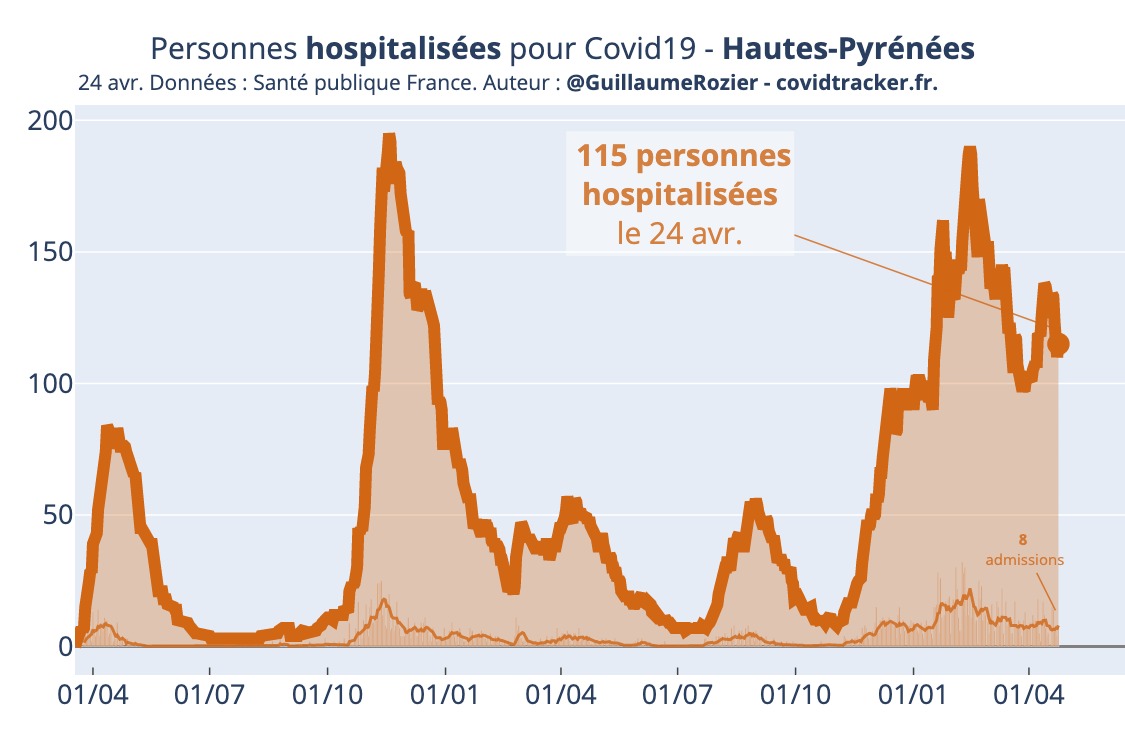 Personnes hospitalisées pour Covid19 - Hautes-Pyrénées
24 avr. Données : Santé publique France. Auteur : @GuillaumeRozier - covidtracker.fr.
200
115 personnes
hospitalisées
le 24 avr.
150
100
50
8
admissions
0
01/04 01/07 01/10 01/01 01/04 01/07 01/10 01/01 01/04